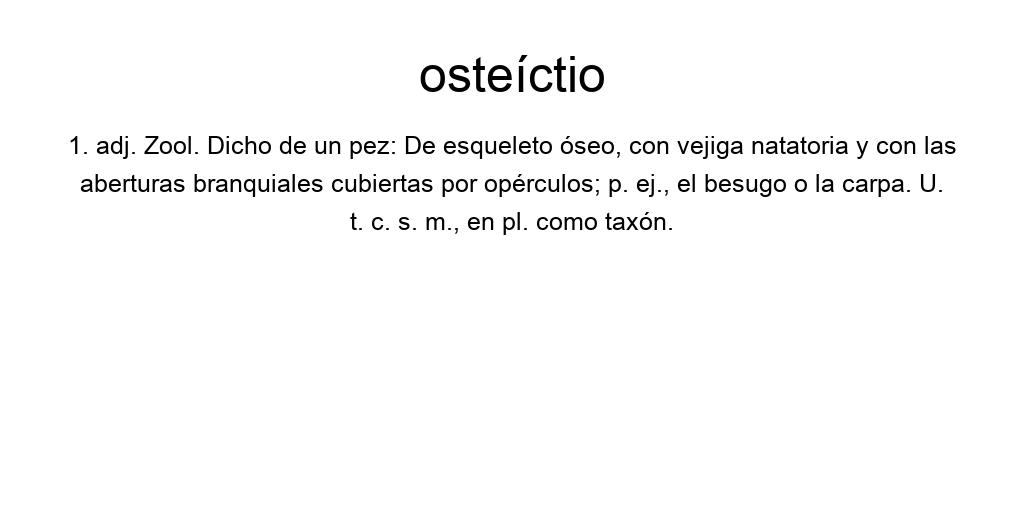 osteíctio
1. adj. Zool. Dicho de un pez: De esqueleto óseo, con vejiga natatoria y con las
aberturas branquiales cubiertas por opérculos; p. ej., el besugo o la carpa. U.
t. c. s. m., en pl. como taxón.